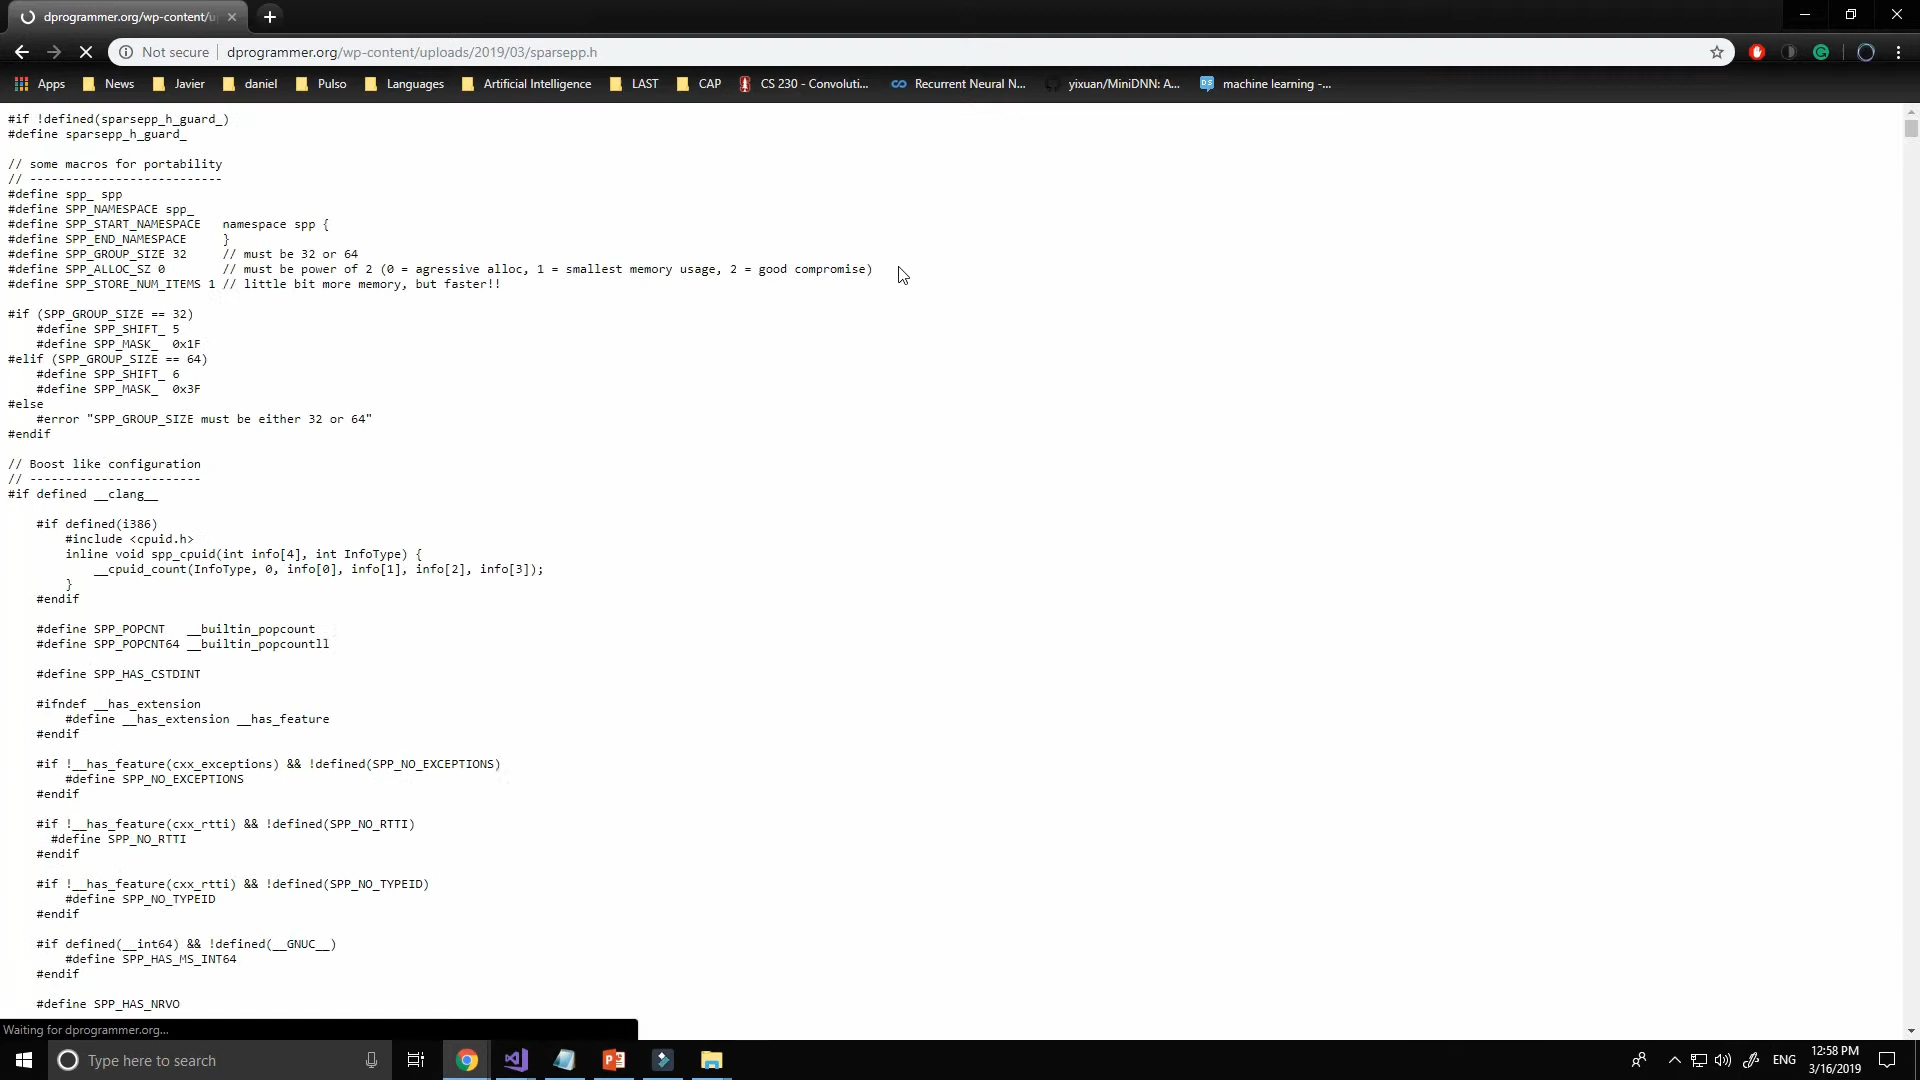 dprogrammer.org/wp-content/u
Not secure dprogrammer.org/wp-content/uploads/2019/03/sparsepp.h
Apps News Javier daniel Pulso Languages Artificial Intelligence LAST CAP CS 230 - Convoluti... Recurrent Neural N... yixuan/MiniDNN: A... machine learning -...
#if !defined(sparsepp_h_guard_)
#define sparsepp_h_guard_
// some macros for portability
// ---------------------------
#define spp_ spp
#define SPP_NAMESPACE spp_
#define SPP_START_NAMESPACE   namespace spp {
#define SPP_END_NAMESPACE     }
#define SPP_GROUP_SIZE 32     // must be 32 or 64
#define SPP_ALLOC_SZ 0        // must be power of 2 (0 = agressive alloc, 1 = smallest memory usage, 2 = good compromise)
#define SPP_STORE_NUM_ITEMS 1 // little bit more memory, but faster!!
#if (SPP_GROUP_SIZE == 32)
    #define SPP_SHIFT_ 5
    #define SPP_MASK_  0x1F
#elif (SPP_GROUP_SIZE == 64)
    #define SPP_SHIFT_ 6
    #define SPP_MASK_  0x3F
#else
    #error "SPP_GROUP_SIZE must be either 32 or 64"
#endif
// Boost like configuration
// ------------------------
#if defined __clang__
    #if defined(i386)
        #include <cpuid.h>
        inline void spp_cpuid(int info[4], int InfoType) {
            __cpuid_count(InfoType, 0, info[0], info[1], info[2], info[3]);
        }
    #endif
    #define SPP_POPCNT   __builtin_popcount
    #define SPP_POPCNT64 __builtin_popcountll
    #define SPP_HAS_CSTDINT
    #ifndef __has_extension
        #define __has_extension __has_feature
    #endif
    #if !__has_feature(cxx_exceptions) && !defined(SPP_NO_EXCEPTIONS)
        #define SPP_NO_EXCEPTIONS
    #endif
    #if !__has_feature(cxx_rtti) && !defined(SPP_NO_RTTI)
      #define SPP_NO_RTTI
    #endif
    #if !__has_feature(cxx_rtti) && !defined(SPP_NO_TYPEID)
        #define SPP_NO_TYPEID
    #endif
    #if defined(__int64) && !defined(__GNUC__)
        #define SPP_HAS_MS_INT64
    #endif
    #define SPP_HAS_NRVO
Waiting for dprogrammer.org...
Type here to search
ENG
12:58 PM
3/16/2019